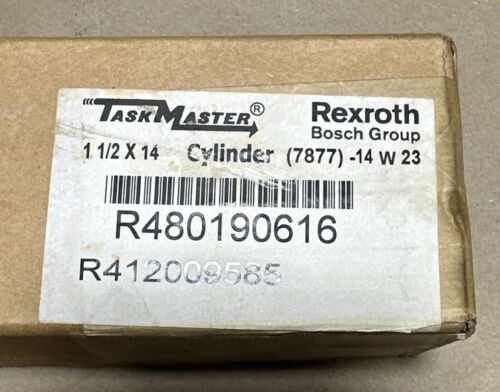 TASKMASTER® Rexroth
Bosch Group
1 1/2 X 14 Cylinder (7877) -14 W 23
R480190616
R412009585